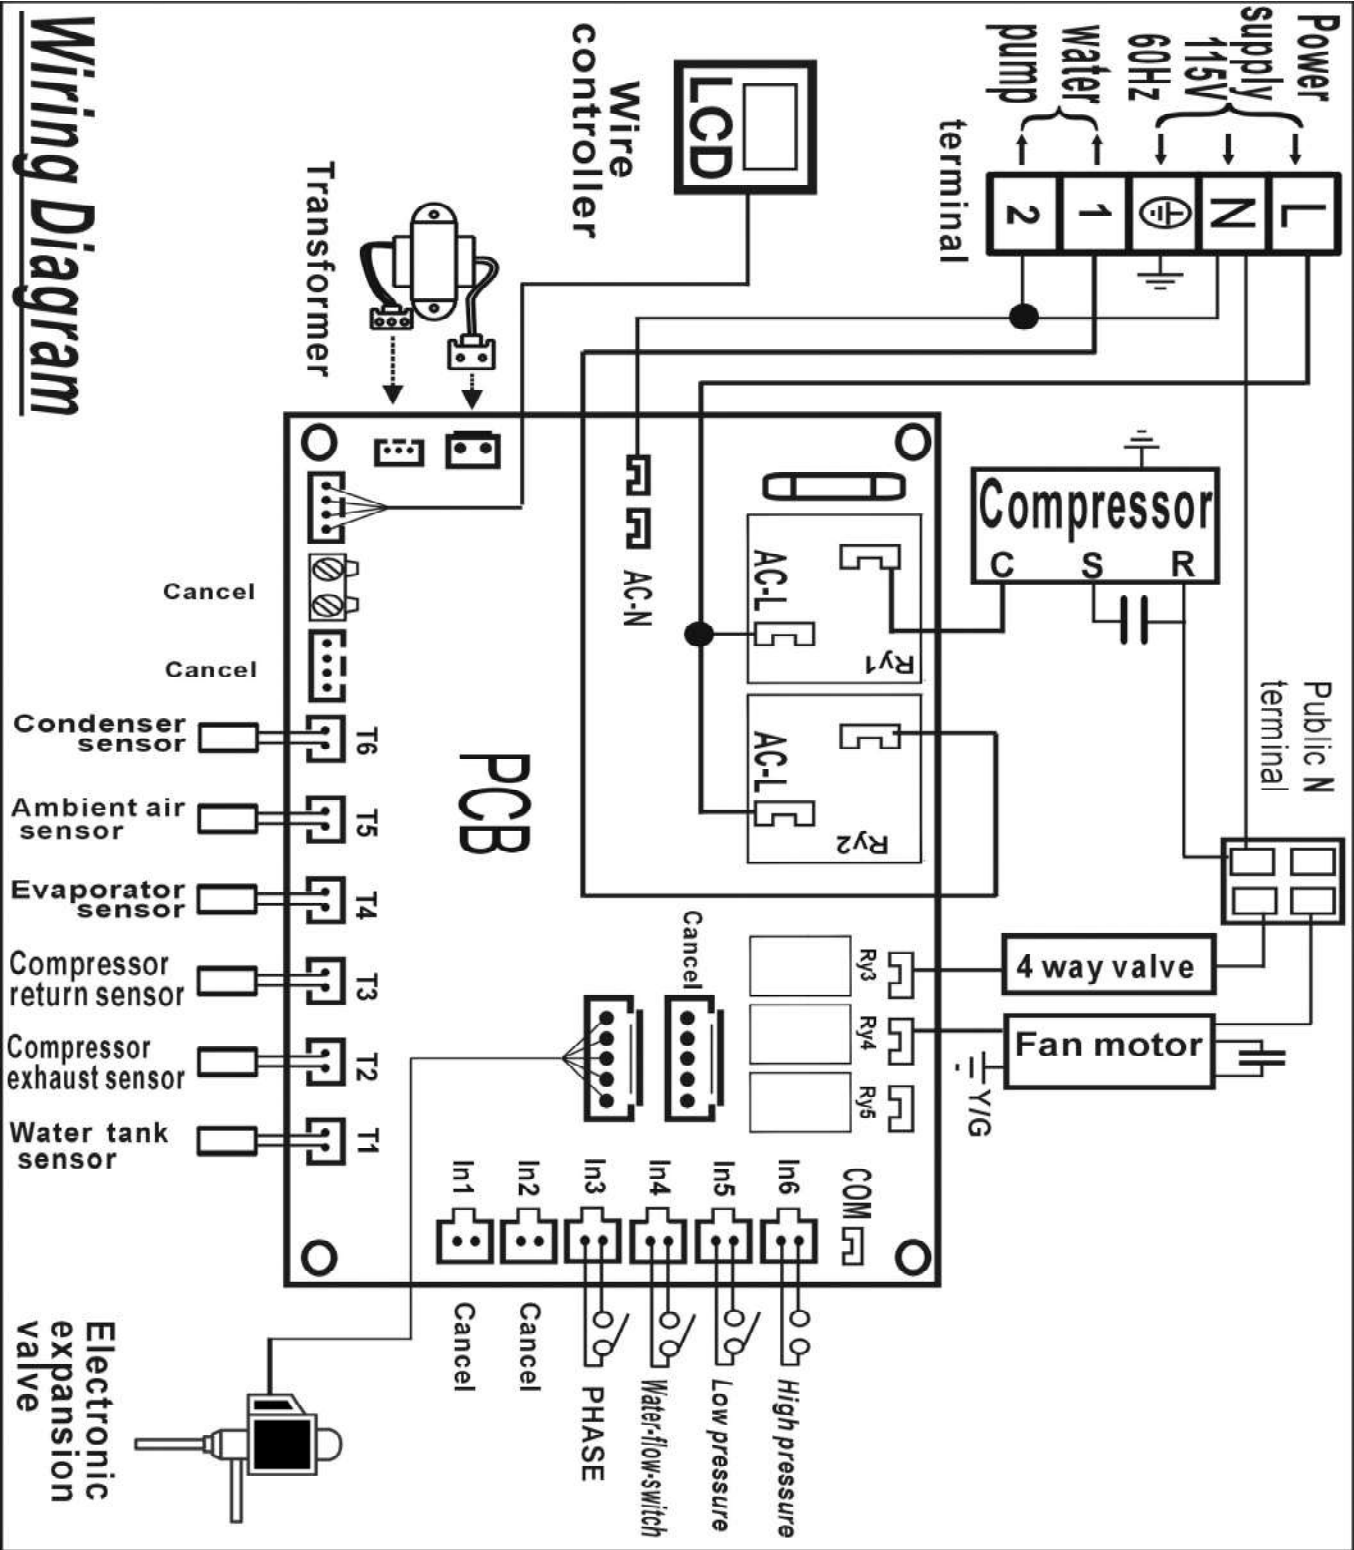 Wiring Diagram
Power
supply
115V
60Hz
water
pump
terminal
L
N
1
2
Wire
controller
LCD
Transformer
Compressor
C
S
R
Public N
terminal
AC-N
AC-L
Ry1
AC-L
Ry2
PCB
Cancel
Cancel
Condenser
sensor
T6
Ambient air
sensor
T5
Evaporator
sensor
T4
Compressor
return sensor
T3
Compressor
exhaust sensor
T2
Water tank
sensor
T1
Cancel
Ry3
4 way valve
Ry4
Fan motor
Ry5
Y/G
COM
In1
In2
In3
In4
In5
In6
Cancel
Cancel
PHASE
Water-flow-switch
Low pressure
High pressure
Electronic
expansion
valve